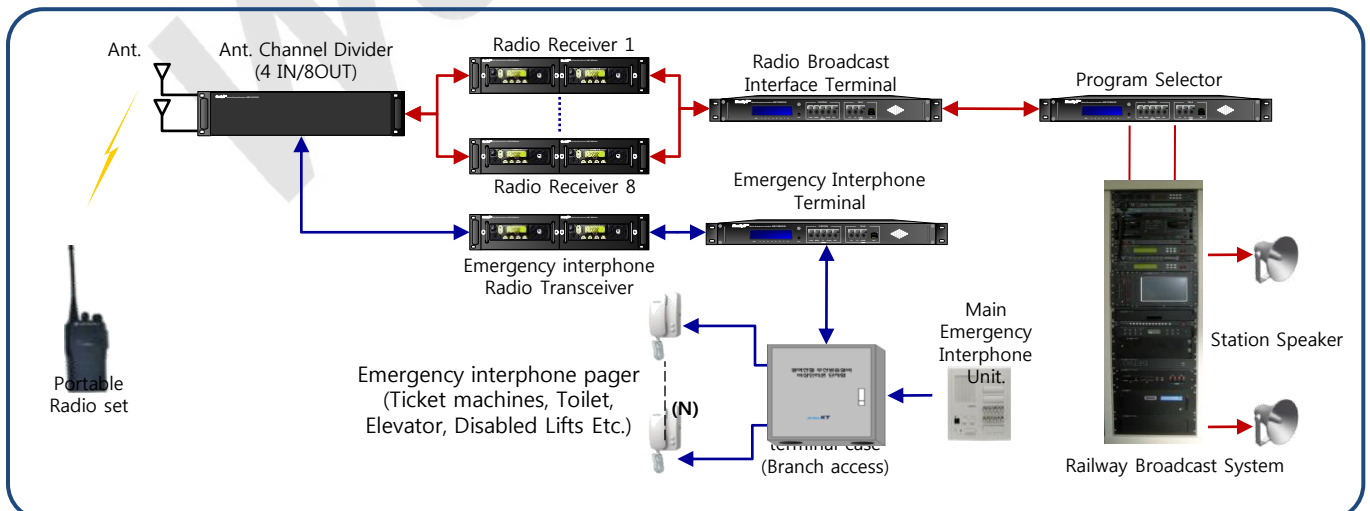 Ant.
Ant. Channel Divider
(4 IN/8OUT)
Radio Receiver 1
Radio Broadcast
Interface Terminal
Program Selector
Radio Receiver 8
Emergency Interphone
Terminal
Emergency interphone
Radio Transceiver
Main
Emergency
Interphone
Unit.
Station Speaker
Portable
Radio set
Emergency interphone pager
(Ticket machines, Toilet,
Elevator, Disabled Lifts Etc.)
(N)
terminal case
(Branch access)
Railway Broadcast System